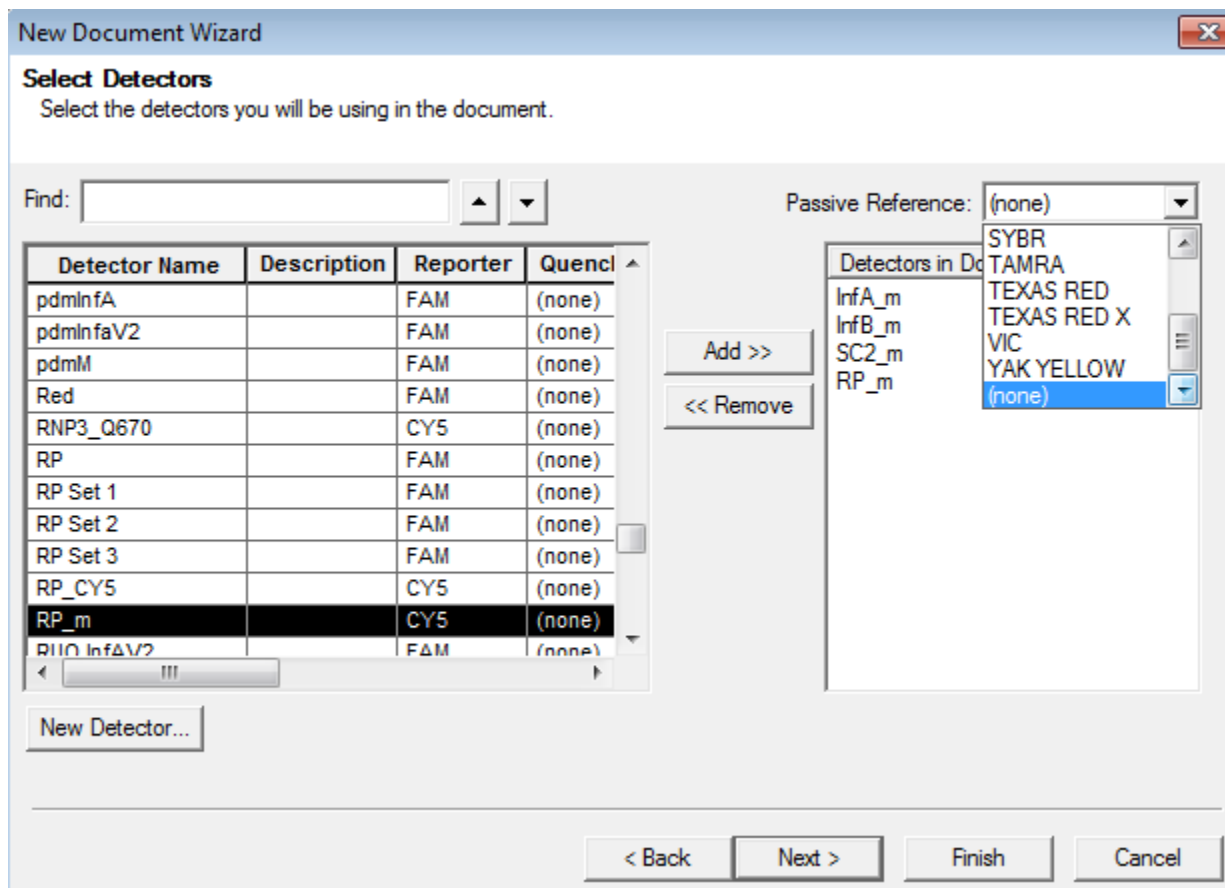 New Document Wizard
Select Detectors
Select the detectors you will be using in the document.
Find:
Passive Reference: (none)
SYBR
TAMRA
TEXAS RED
TEXAS RED X
VIC
YAK YELLOW
(none)
Detector Name Description Reporter Quencl
pdmInfA FAM (none)
pdmInfaV2 FAM (none)
pdmM FAM (none)
Red FAM (none)
RNP3_Q670 CY5 (none)
RP FAM (none)
RP Set 1 FAM (none)
RP Set 2 FAM (none)
RP Set 3 FAM (none)
RP_CY5 CY5 (none)
RP_m CY5 (none)
RUO InfAV2 FAM (none)
Add >>
<< Remove
Detectors in Do
InfA_m
InfB_m
SC2_m
RP_m
New Detector...
< Back Next > Finish Cancel